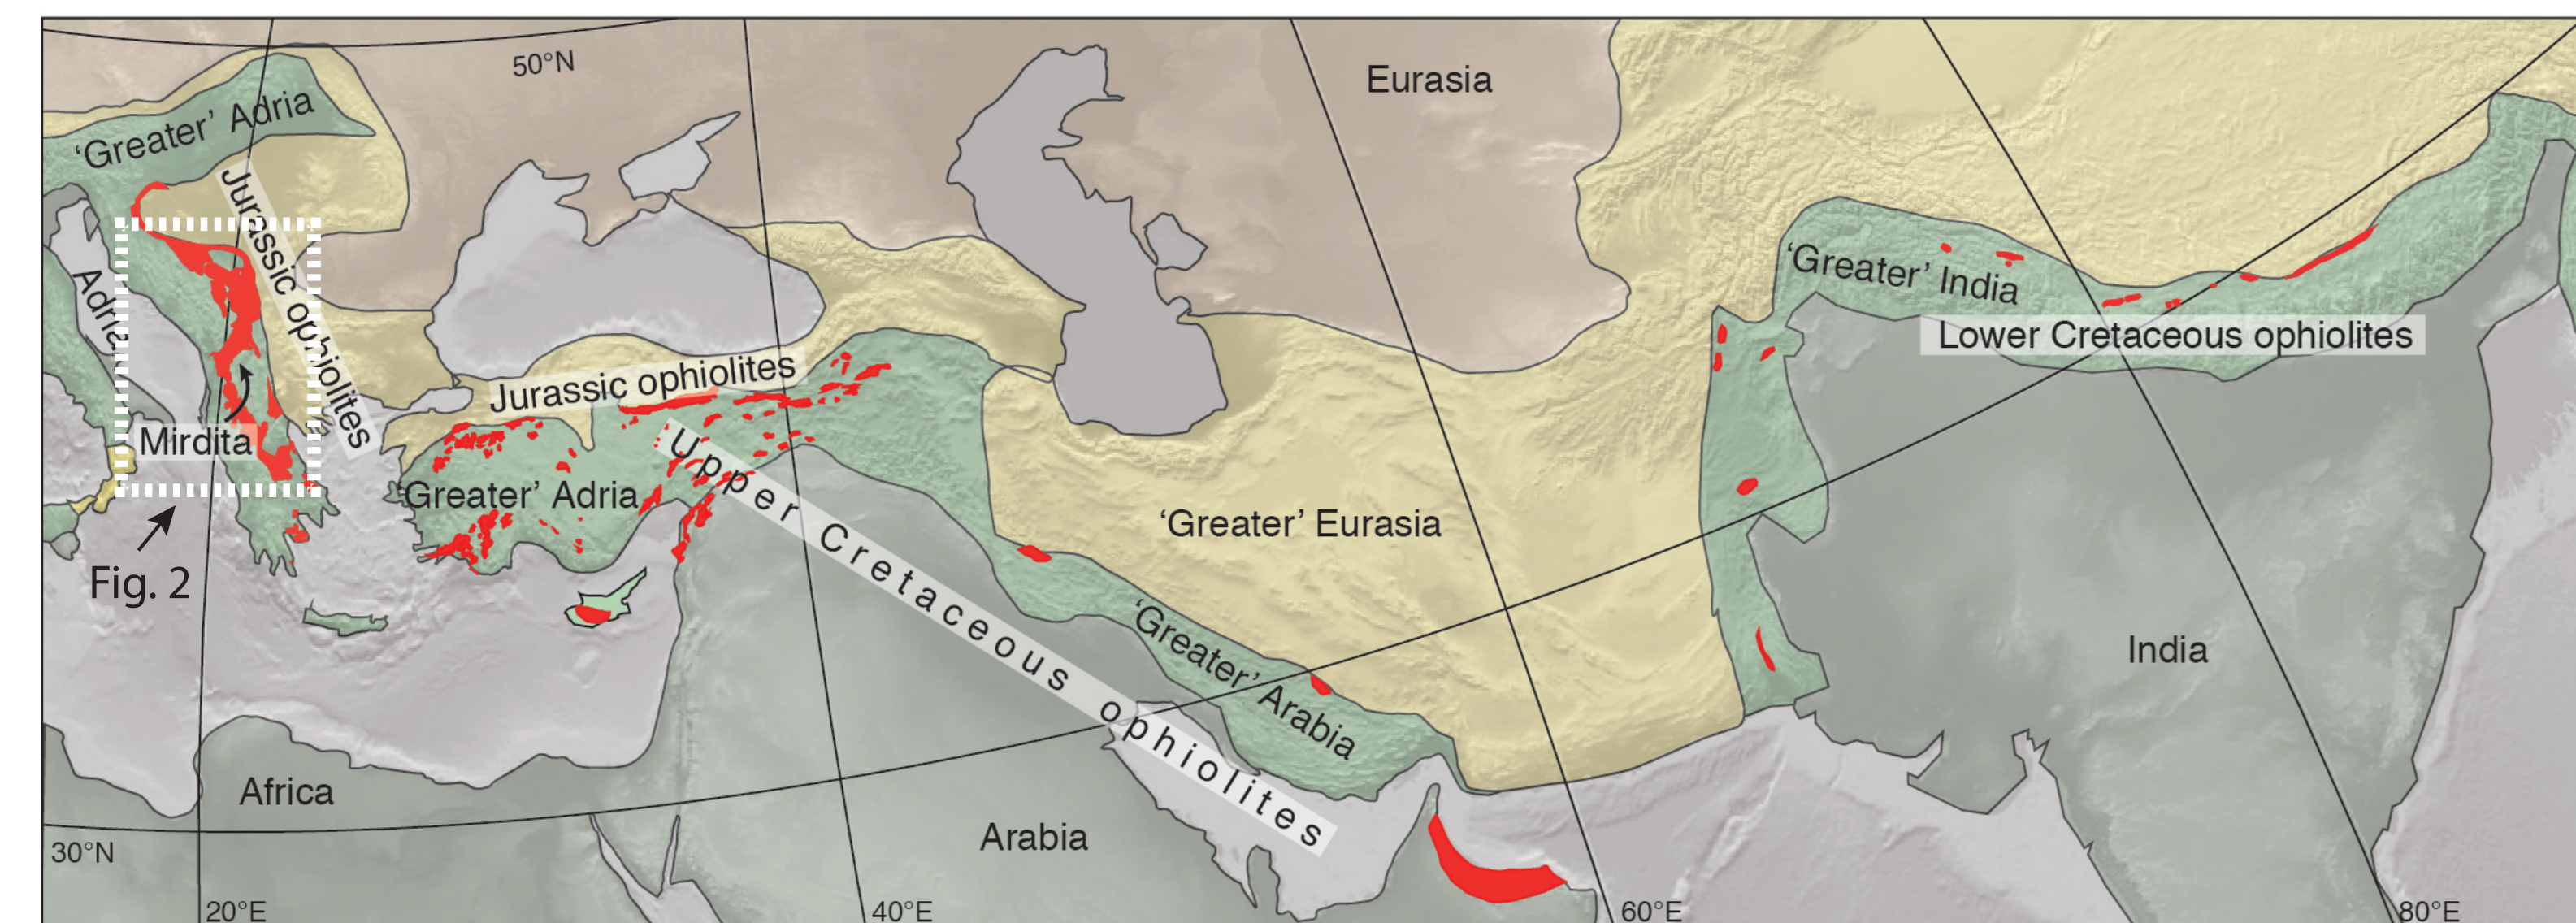 50°N
Eurasia
‘Greater’ Adria
Jurassic ophiolites
Adria
‘Greater’ India
Lower Cretaceous ophiolites
Jurassic ophiolites
Mirdita
Upper Cretaceous ophiolites
‘Greater’ Adria
‘Greater’ Eurasia
Fig. 2
‘Greater’ Arabia
India
Africa
Arabia
30°N
20°E
40°E
60°E
80°E